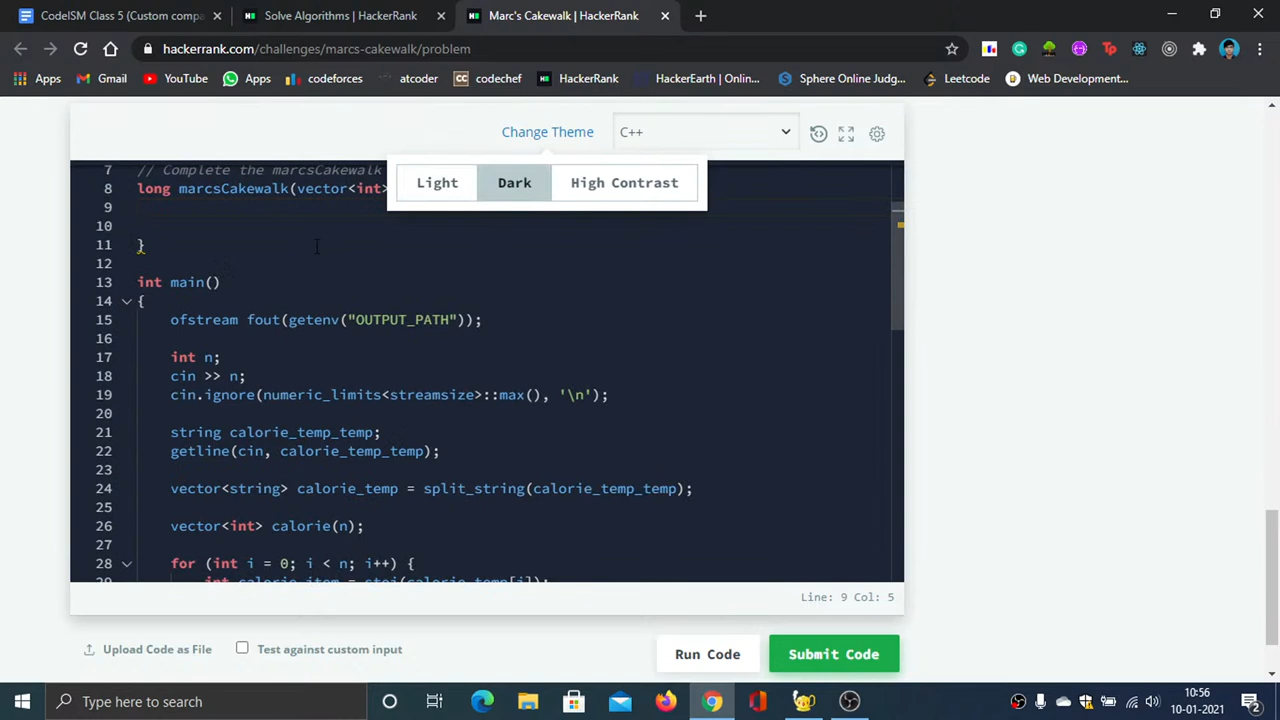 CodeISM Class 5 (Custom compa
Solve Algorithms | HackerRank
Marc's Cakewalk | HackerRank
hackerrank.com/challenges/marcs-cakewalk/problem
Apps
Gmail
YouTube
Apps
codeforces
atcoder
codechef
HackerRank
HackerEarth | Onlin...
Sphere Online Judg...
Leetcode
Web Development...
Change Theme
C++
Light
Dark
High Contrast
7 // Complete the marcsCakewalk
8 long marcsCakewalk(vector<int>
9
10
11 }
12
13 int main()
14 {
15 ofstream fout(getenv("OUTPUT_PATH"));
16
17 int n;
18 cin >> n;
19 cin.ignore(numeric_limits<streamsize>::max(), '\n');
20
21 string calorie_temp_temp;
22 getline(cin, calorie_temp_temp);
23
24 vector<string> calorie_temp = split_string(calorie_temp_temp);
25
26 vector<int> calorie(n);
27
28 for (int i = 0; i < n; i++) {
29 int calorie_item = stoi(calorie_temp[i]);
Line: 9 Col: 5
Upload Code as File
Test against custom input
Run Code
Submit Code
Type here to search
10:56
10-01-2021
2